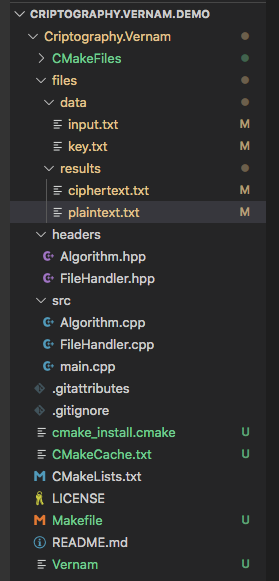 CRIPTOGRAPHY.VERNAM.DEMO
Criptography.Vernam
CMakeFiles
files
data
input.txt M
key.txt M
results
ciphertext.txt M
plaintext.txt M
headers
Algorithm.hpp
FileHandler.hpp
src
Algorithm.cpp
FileHandler.cpp
main.cpp
.gitattributes
.gitignore
cmake_install.cmake U
CMakeCache.txt U
CMakeLists.txt
LICENSE
Makefile U
README.md
Vernam U